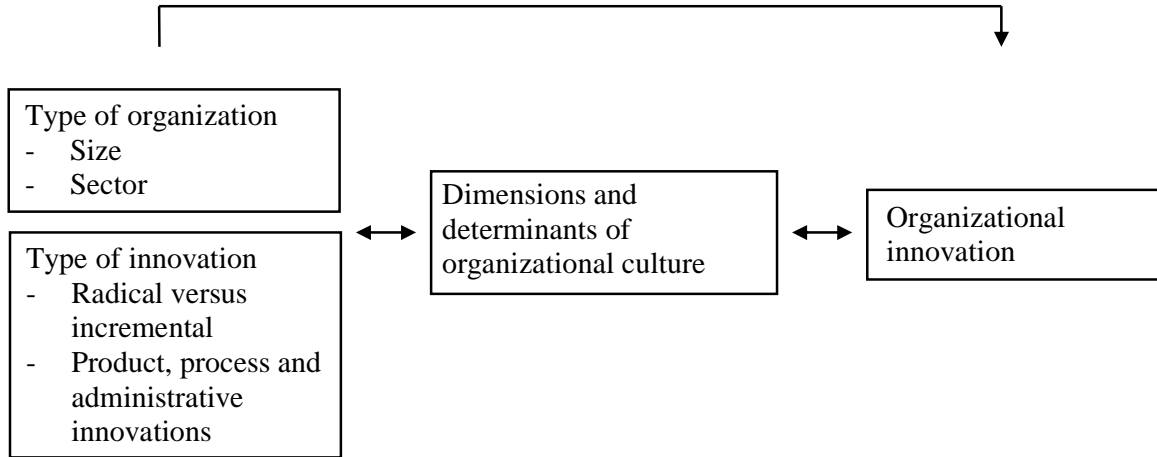 Type of organization
- Size
- Sector
Type of innovation
- Radical versus
incremental
- Product, process and
administrative
innovations
Dimensions and
determinants of
organizational culture
Organizational
innovation